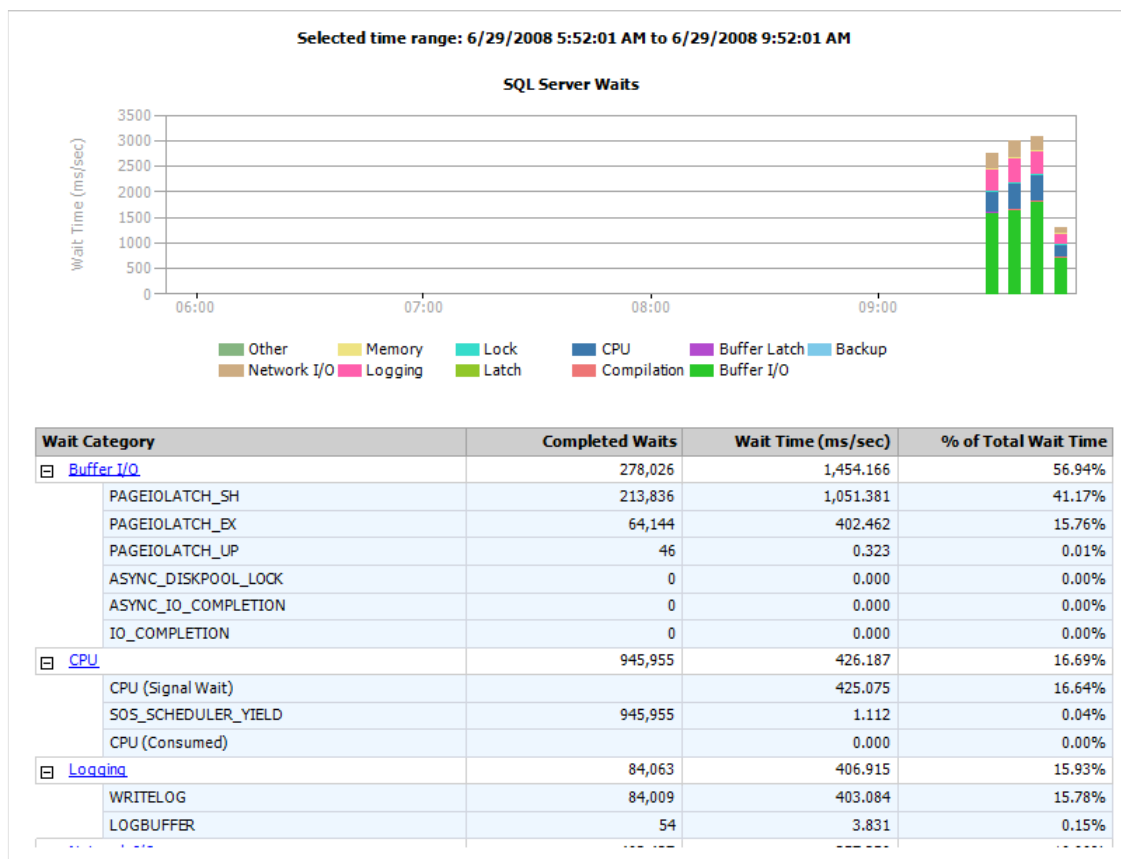 Selected time range: 6/29/2008 5:52:01 AM to 6/29/2008 9:52:01 AM
SQL Server Waits
Wait Time (ms/sec)
3500
3000
2500
2000
1500
1000
500
0
06:00 07:00 08:00 09:00
Other Memory Lock CPU Buffer Latch Backup
Network I/O Logging Latch Compilation Buffer I/O
Wait Category Completed Waits Wait Time (ms/sec) % of Total Wait Time
Buffer I/O 278,026 1,454.166 56.94%
PAGEIOLATCH_SH 213,836 1,051.381 41.17%
PAGEIOLATCH_EX 64,144 402.462 15.76%
PAGEIOLATCH_UP 46 0.323 0.01%
ASYNC_DISKPOOL_LOCK 0 0.000 0.00%
ASYNC_IO_COMPLETION 0 0.000 0.00%
IO_COMPLETION 0 0.000 0.00%
CPU 945,955 426.187 16.69%
CPU (Signal Wait) 425.075 16.64%
SOS_SCHEDULER_YIELD 945,955 1.112 0.04%
CPU (Consumed) 0.000 0.00%
Logging 84,063 406.915 15.93%
WRITELOG 84,009 403.084 15.78%
LOGBUFFER 54 3.831 0.15%